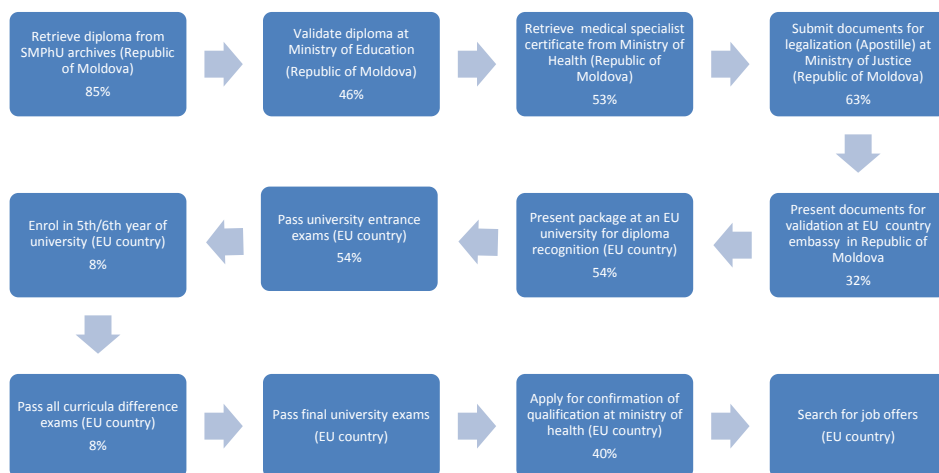 Retrieve diploma from
SMPhU archives (Republic
of Moldova)
85%
Validate diploma at
Ministry of Education
(Republic of Moldova)
46%
Retrieve medical specialist
certificate from Ministry of
Health (Republic of
Moldova)
53%
Submit documents for
legalization (Apostille) at
Ministry of Justice
(Republic of Moldova)
63%
Present documents for
validation at EU country
embassy in Republic of
Moldova
32%
Present package at an EU
university for diploma
recognition (EU country)
54%
Pass university entrance
exams (EU country)
54%
Enrol in 5th/6th year of
university (EU country)
8%
Pass all curricula difference
exams (EU country)
8%
Pass final university exams
(EU country)
Apply for confirmation of
qualification at ministry of
health (EU country)
40%
Search for job offers
(EU country)